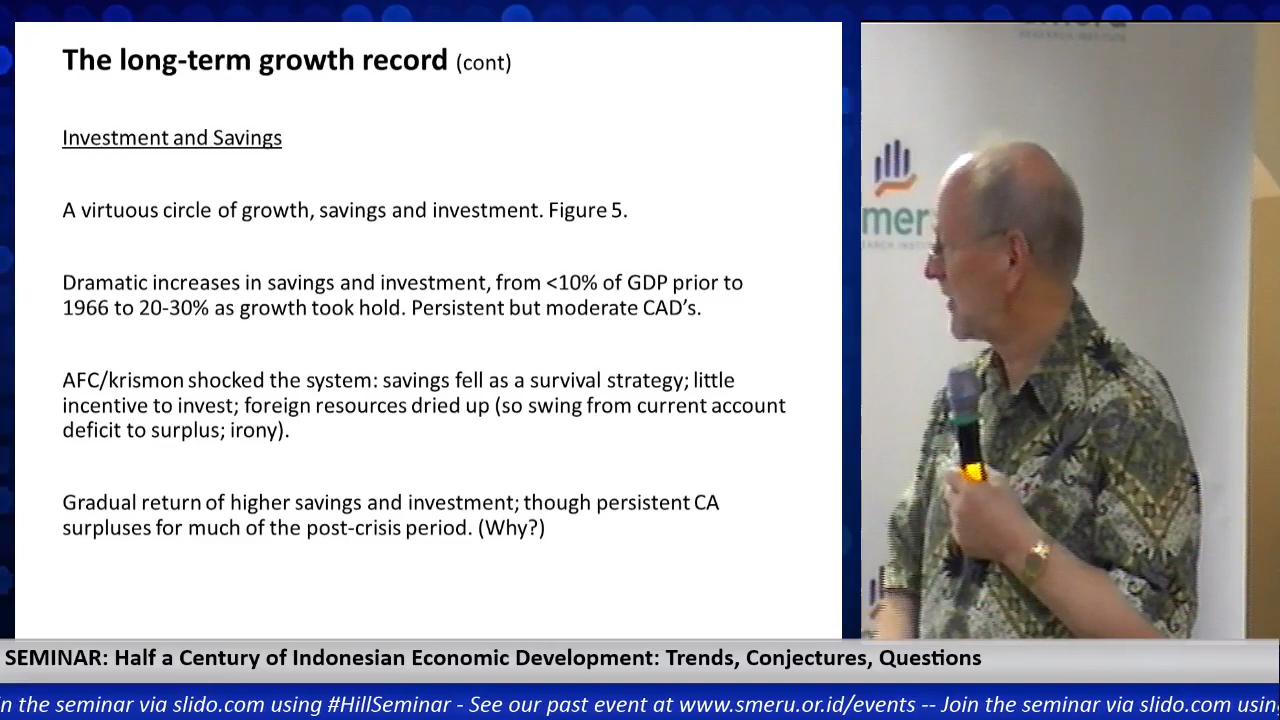 The long-term growth record (cont)
Investment and Savings
A virtuous circle of growth, savings and investment. Figure 5.
Dramatic increases in savings and investment, from <10% of GDP prior to
1966 to 20-30% as growth took hold. Persistent but moderate CAD’s.
AFC/krismon shocked the system: savings fell as a survival strategy; little
incentive to invest; foreign resources dried up (so swing from current account
deficit to surplus; irony).
Gradual return of higher savings and investment; though persistent CA
surpluses for much of the post-crisis period. (Why?)
mer
SEMINAR: Half a Century of Indonesian Economic Development: Trends, Conjectures, Questions
in the seminar via slido.com using #HillSeminar - See our past event at www.smeru.or.id/events -- Join the seminar via slido.com usin